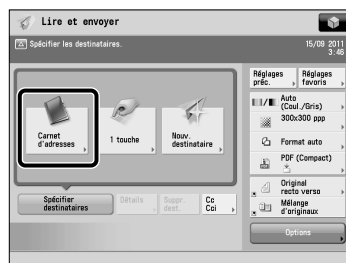 Lire et envoyer
Spécifier les destinataires.
15/09 2011
3:46
Carnet
d'adresses
1 touche
Nouv.
destinataire
Spécifier
destinataires
Détails
Suppr.
dest.
Cc
Cci
Réglages
préc.
Réglages
favoris
Auto
(Coul./Gris)
300x300 ppp
Format auto
PDF (Compact)
Original
recto verso
Mélange
d'originaux
Options